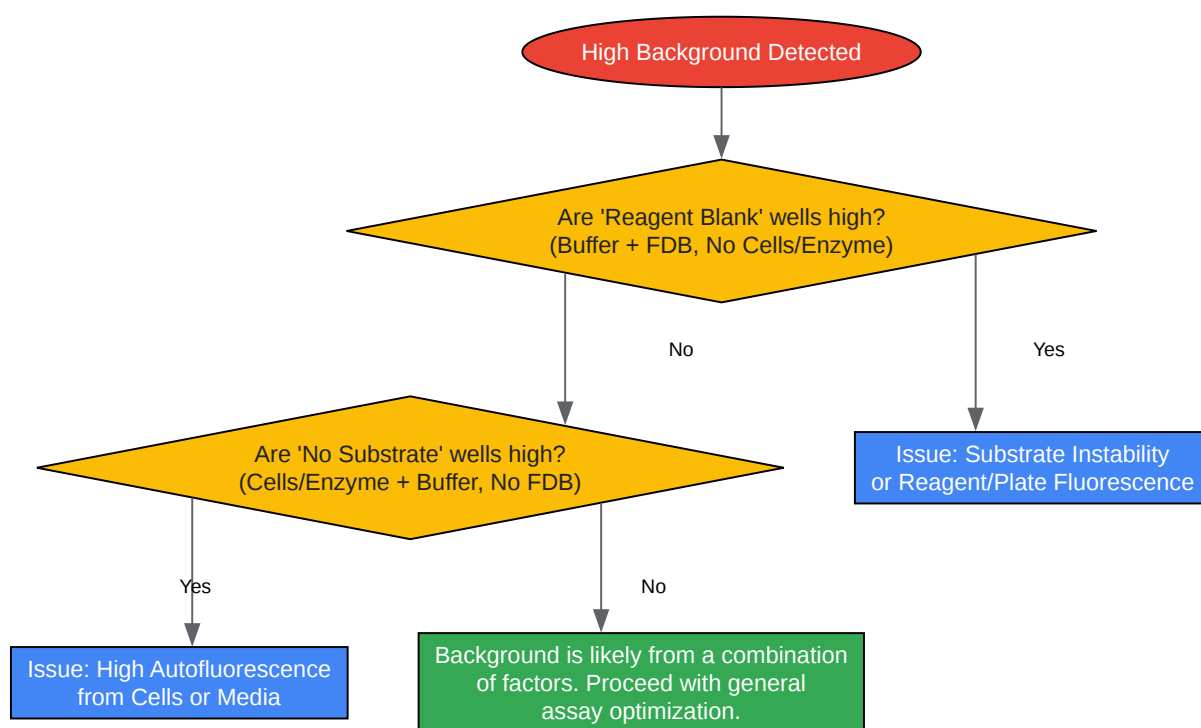 High Background Detected
Are 'Reagent Blank' wells high?
(Buffer + FDB, No Cells/Enzyme)
No
Yes
Are 'No Substrate' wells high?
(Cells/Enzyme + Buffer, No FDB)
Issue: Substrate Instability
or Reagent/Plate Fluorescence
Yes
No
Issue: High Autofluorescence
from Cells or Media
Background is likely from a combination
of factors. Proceed with general
assay optimization.